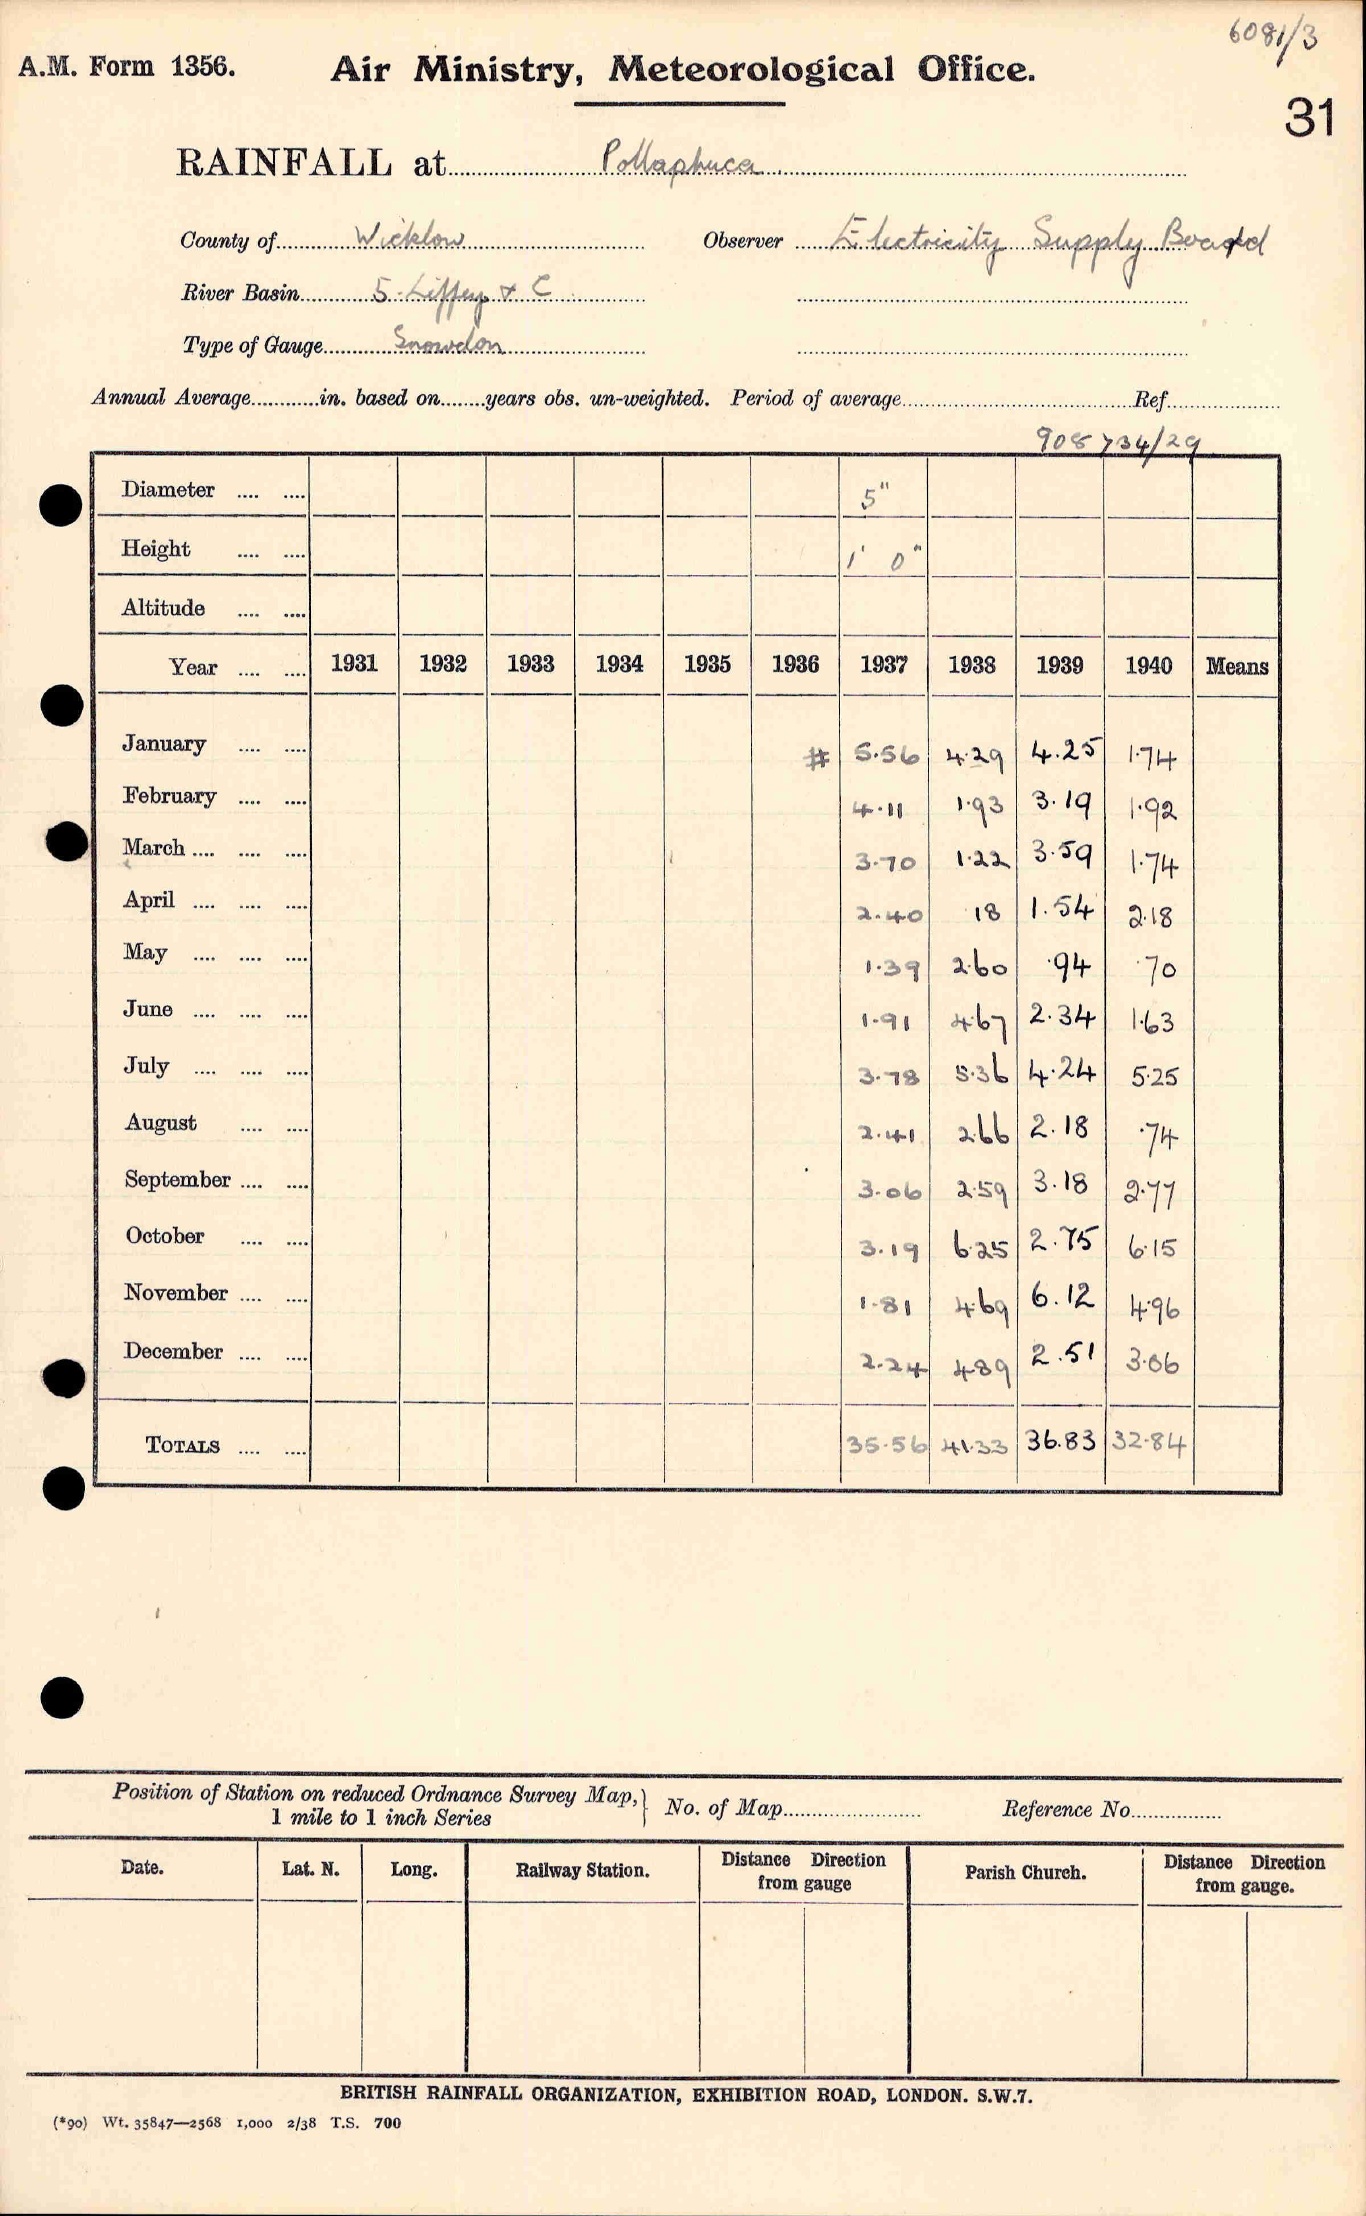 6081/3
A.M. Form 1356. Air Ministry, Meteorological Office.
31
RAINFALL at Pollaphuca
County of Wicklow Observer Electricity Supply Board
River Basin 5. Liffey & C
Type of Gauge Snowdon
Annual Average in. based on years obs. un-weighted. Period of average Ref.
908 734/29
Diameter 5"
Height 1' 0"
Altitude
Year 1931 1932 1933 1934 1935 1936 1937 1938 1939 1940 Means
January # 5.56 4.29 4.25 1.74
February 4.11 1.93 3.19 1.92
March 3.70 1.22 3.59 1.74
April 2.40 18 1.54 2.18
May 1.39 2.60 .94 .70
June 1.91 4.67 2.34 1.63
July 3.78 5.36 4.24 5.25
August 2.41 2.66 2.18 .74
September 3.06 2.59 3.18 2.77
October 3.19 6.25 2.75 6.15
November 1.81 4.69 6.12 4.96
December 2.24 4.89 2.51 3.06
TOTALS 35.56 41.33 36.83 32.84
Position of Station on reduced Ordnance Survey Map, No. of Map Reference No.
1 mile to 1 inch Series
Date. Lat. N. Long. Railway Station. Distance Direction from gauge Parish Church. Distance Direction from gauge.
BRITISH RAINFALL ORGANIZATION, EXHIBITION ROAD, LONDON. S.W.7.
(*90) Wt. 35847—2568 1,000 2/38 T.S. 700